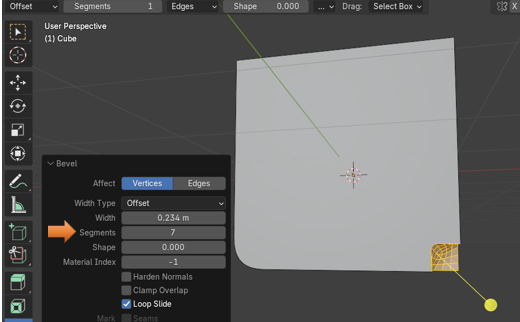 Offset Segments 1 Edges Shape 0.000 ... Drag: Select Box X
User Perspective
(1) Cube
Bevel
Affect Vertices Edges
Width Type Offset
Width 0.234 m
Segments 7
Shape 0.000
Material Index -1
Harden Normals
Clamp Overlap
Loop Slide
Mark Seams